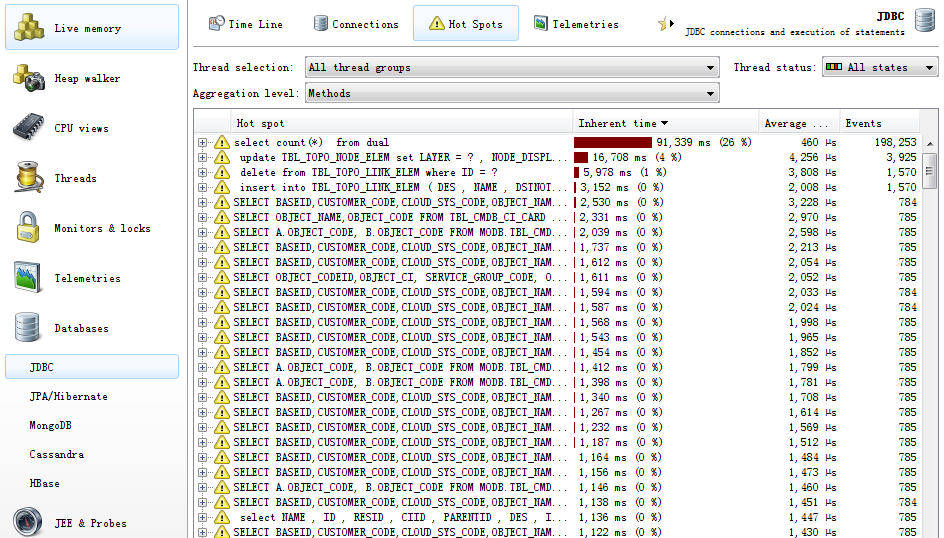 Live memory
Heap walker
CPU views
Threads
Monitors & locks
Telemetries
Databases
JDBC
JPA/Hibernate
MongoDB
Cassandra
HBase
JEE & Probes
Time Line
Connections
Hot Spots
Telemetries
JDBC
JDBC connections and execution of statements
Thread selection: All thread groups
Thread status: All states
Aggregation level: Methods
Hot spot Inherent time Average ... Events
select count(*) from dual 91,339 ms (26 %) 460 μs 198,253
update TBL_TOPO_NODE_ELEM set LAYER = ? , NODE_DISPL... 16,708 ms (4 %) 4,256 μs 3,925
delete from TBL_TOPO_LINK_ELEM where ID = ? 5,978 ms (1 %) 3,808 μs 1,570
insert into TBL_TOPO_LINK_ELEM ( DES , NAME , DSTNOI... 3,152 ms (0 %) 2,008 μs 1,570
SELECT BASEID,CUSTOMER_CODE,CLOUD_SYS_CODE,OBJECT_NAM... 2,530 ms (0 %) 3,228 μs 784
SELECT OBJECT_NAME,OBJECT_CODE FROM TBL_CMDB_CI_CARD ... 2,331 ms (0 %) 2,970 μs 785
SELECT A.OBJECT_CODE, B.OBJECT_CODE FROM MODB.TBL_CMD... 2,039 ms (0 %) 2,598 μs 785
SELECT BASEID,CUSTOMER_CODE,CLOUD_SYS_CODE,OBJECT_NAM... 1,737 ms (0 %) 2,213 μs 785
SELECT BASEID,CUSTOMER_CODE,CLOUD_SYS_CODE,OBJECT_NAM... 1,612 ms (0 %) 2,054 μs 785
SELECT OBJECT_CODEID,OBJECT_CI, SERVICE_GROUP_CODE, O... 1,611 ms (0 %) 2,052 μs 785
SELECT BASEID,CUSTOMER_CODE,CLOUD_SYS_CODE,OBJECT_NAM... 1,594 ms (0 %) 2,033 μs 784
SELECT BASEID,CUSTOMER_CODE,CLOUD_SYS_CODE,OBJECT_NAM... 1,587 ms (0 %) 2,024 μs 784
SELECT BASEID,CUSTOMER_CODE,CLOUD_SYS_CODE,OBJECT_NAM... 1,568 ms (0 %) 1,998 μs 785
SELECT BASEID,CUSTOMER_CODE,CLOUD_SYS_CODE,OBJECT_NAM... 1,543 ms (0 %) 1,965 μs 785
SELECT BASEID,CUSTOMER_CODE,CLOUD_SYS_CODE,OBJECT_NAM... 1,454 ms (0 %) 1,852 μs 785
SELECT A.OBJECT_CODE, B.OBJECT_CODE FROM MODB.TBL_CMD... 1,412 ms (0 %) 1,799 μs 785
SELECT A.OBJECT_CODE, B.OBJECT_CODE FROM MODB.TBL_CMD... 1,398 ms (0 %) 1,781 μs 785
SELECT BASEID,CUSTOMER_CODE,CLOUD_SYS_CODE,OBJECT_NAM... 1,340 ms (0 %) 1,708 μs 785
SELECT BASEID,CUSTOMER_CODE,CLOUD_SYS_CODE,OBJECT_NAM... 1,267 ms (0 %) 1,614 μs 785
SELECT BASEID,CUSTOMER_CODE,CLOUD_SYS_CODE,OBJECT_NAM... 1,232 ms (0 %) 1,569 μs 785
SELECT BASEID,CUSTOMER_CODE,CLOUD_SYS_CODE,OBJECT_NAM... 1,187 ms (0 %) 1,512 μs 785
SELECT BASEID,CUSTOMER_CODE,CLOUD_SYS_CODE,OBJECT_NAM... 1,164 ms (0 %) 1,484 μs 785
SELECT BASEID,CUSTOMER_CODE,CLOUD_SYS_CODE,OBJECT_NAM... 1,156 ms (0 %) 1,473 μs 785
SELECT A.OBJECT_CODE, B.OBJECT_CODE FROM MODB.TBL_CMD... 1,146 ms (0 %) 1,460 μs 785
SELECT BASEID,CUSTOMER_CODE,CLOUD_SYS_CODE,OBJECT_NAM... 1,138 ms (0 %) 1,451 μs 784
select NAME , ID , RESID , CIID , PARENTID , DES , I... 1,136 ms (0 %) 1,447 μs 785
SELECT BASEID,CUSTOMER_CODE,CLOUD_SYS_CODE,OBJECT_NAM... 1,122 ms (0 %) 1,430 μs 785